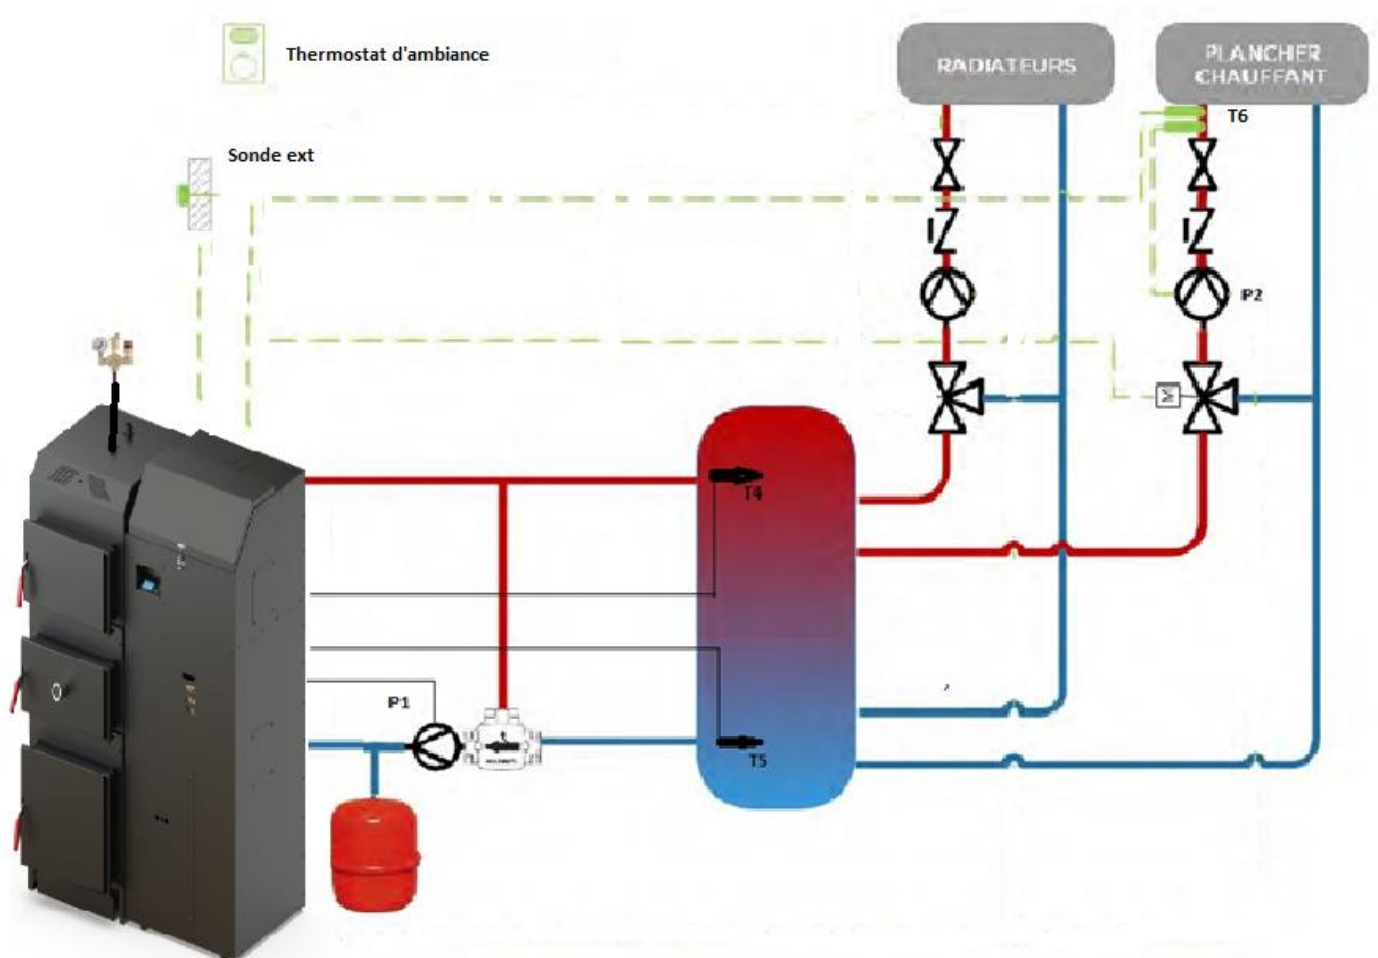 Thermostat d'ambiance
RADIATEURS
PLANCHER
CHAUFFANT
T6
Sonde ext
P2
M
T4
P1
t
T5